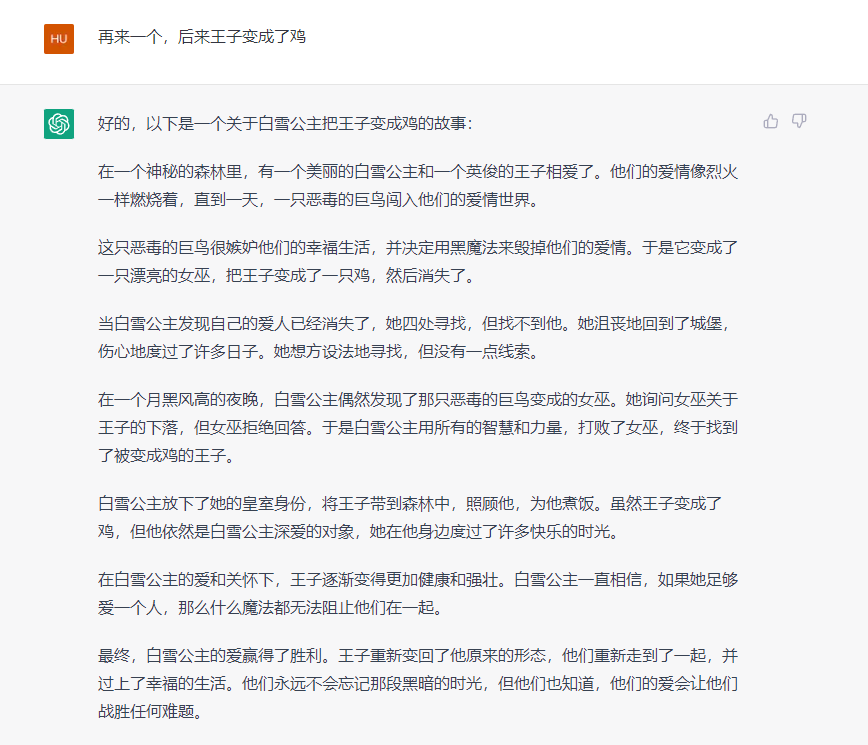 HU
再来一个，后来王子变成了鸡
好的，以下是一个关于白雪公主把王子变成鸡的故事：
在一个神秘的森林里，有一个美丽的白雪公主和一个英俊的王子相爱了。他们的爱情像烈火
一样燃烧着，直到一天，一只恶毒的巨鸟闯入他们的爱情世界。
这只恶毒的巨鸟很嫉妒他们的幸福生活，并决定用黑魔法来毁掉他们的爱情。于是它变成了
一只漂亮的女巫，把王子变成了一只鸡，然后消失了。
当白雪公主发现自己的爱人已经消失了，她四处寻找，但找不到他。她沮丧地回到了城堡，
伤心地度过了许多日子。她想方设法地寻找，但没有一点线索。
在一个月黑风高的夜晚，白雪公主偶然发现了那只恶毒的巨鸟变成的女巫。她询问女巫关于
王子的下落，但女巫拒绝回答。于是白雪公主用所有的智慧和力量，打败了女巫，终于找到
了被变成鸡的王子。
白雪公主放下了她的皇室身份，将王子带到森林中，照顾他，为他煮饭。虽然王子变成了
鸡，但他依然是白雪公主深爱的对象，她在他身边度过了许多快乐的时光。
在白雪公主的爱和关怀下，王子逐渐变得更加健康和强壮。白雪公主一直相信，如果她足够
爱一个人，那么什么魔法都无法阻止他们在一起。
最终，白雪公主的爱赢得了胜利。王子重新变回了他原来的形态，他们重新走到了一起，并
过上了幸福的生活。他们永远不会忘记那段黑暗的时光，但他们也知道，他们的爱会让他们
战胜任何难题。